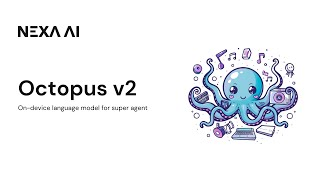 NEXA AI
Octopus v2
On-device language model for super agent